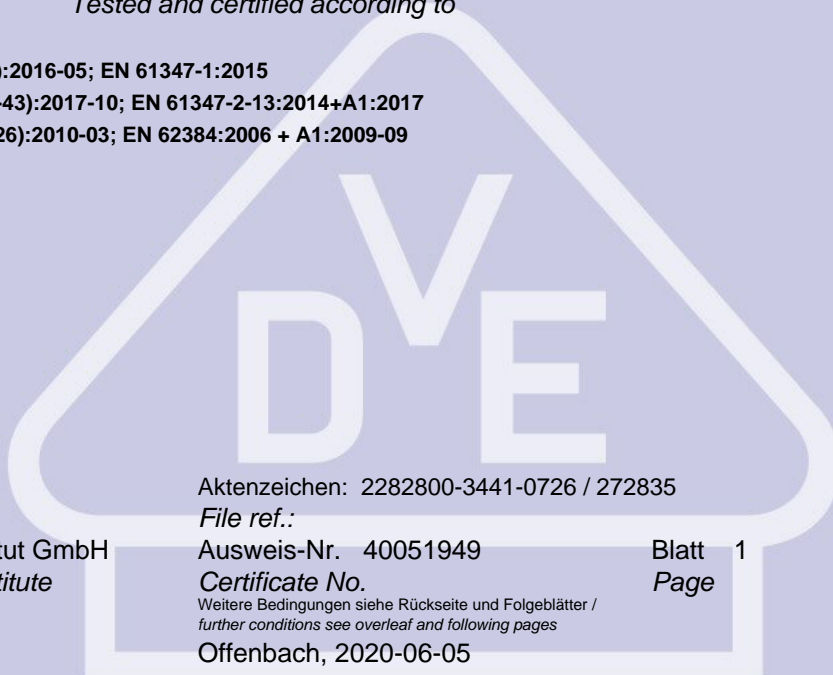 Tested and certified according to
):2016-05; EN 61347-1:2015
-43):2017-10; EN 61347-2-13:2014+A1:2017
26):2010-03; EN 62384:2006 + A1:2009-09
DVE
Aktenzeichen: 2282800-3441-0726 / 272835
File ref.:
tut GmbH Ausweis-Nr. 40051949 Blatt 1
titute Certificate No. Page
Weitere Bedingungen siehe Rückseite und Folgeblätter /
further conditions see overleaf and following pages
Offenbach, 2020-06-05